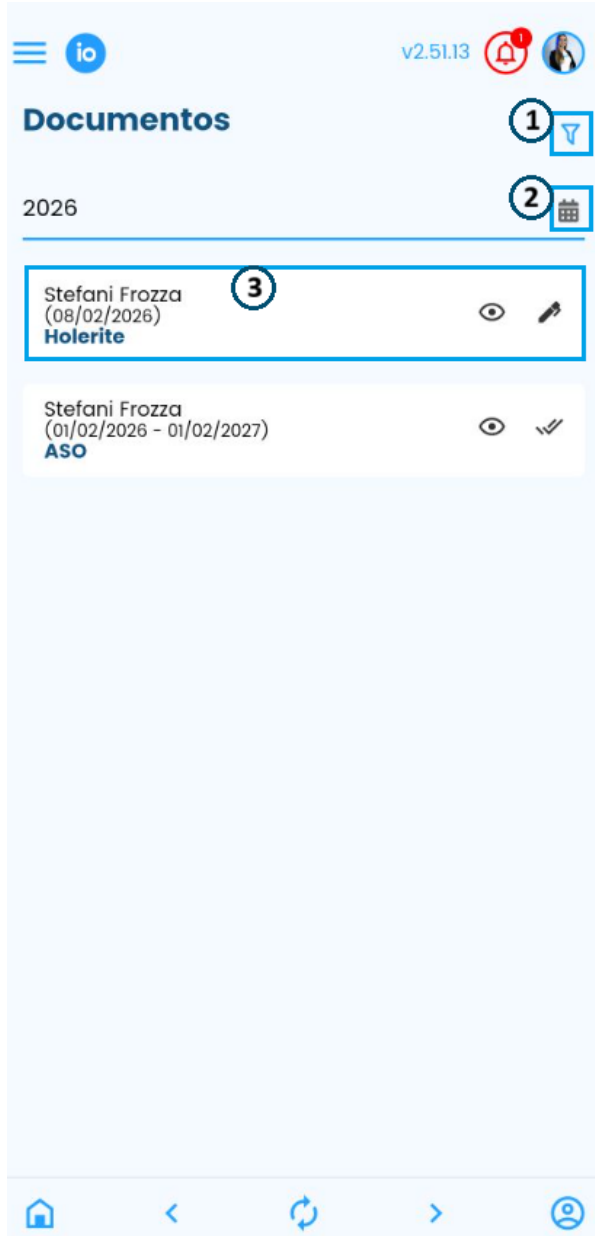 io
v2.51.13
1
Documentos
1
2026
2
Stefani Frozza
3
(08/02/2026)
Holerite
Stefani Frozza
(01/02/2026 - 01/02/2027)
ASO